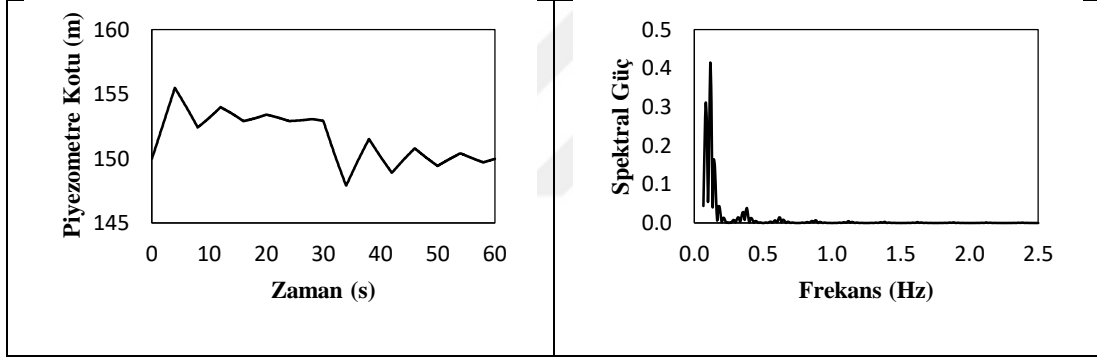 Piyezometre Kotu (m)
160
155
150
145
0 10 20 30 40 50 60
Zaman (s)
Spektral Güç
0.5
0.4
0.3
0.2
0.1
0.0
0.0 0.5 1.0 1.5 2.0 2.5
Frekans (Hz)